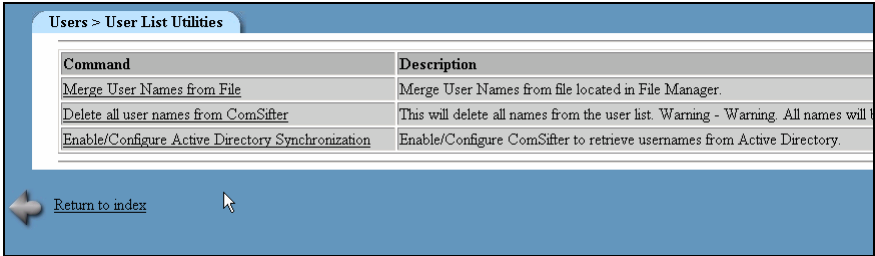 Users > User List Utilities
Command Description
Merge User Names from File Merge User Names from file located in File Manager.
Delete all user names from ComSifter This will delete all names from the user list. Warning - Warning. All names will
Enable/Configure Active Directory Synchronization Enable/Configure ComSifter to retrieve usernames from Active Directory.
Return to index